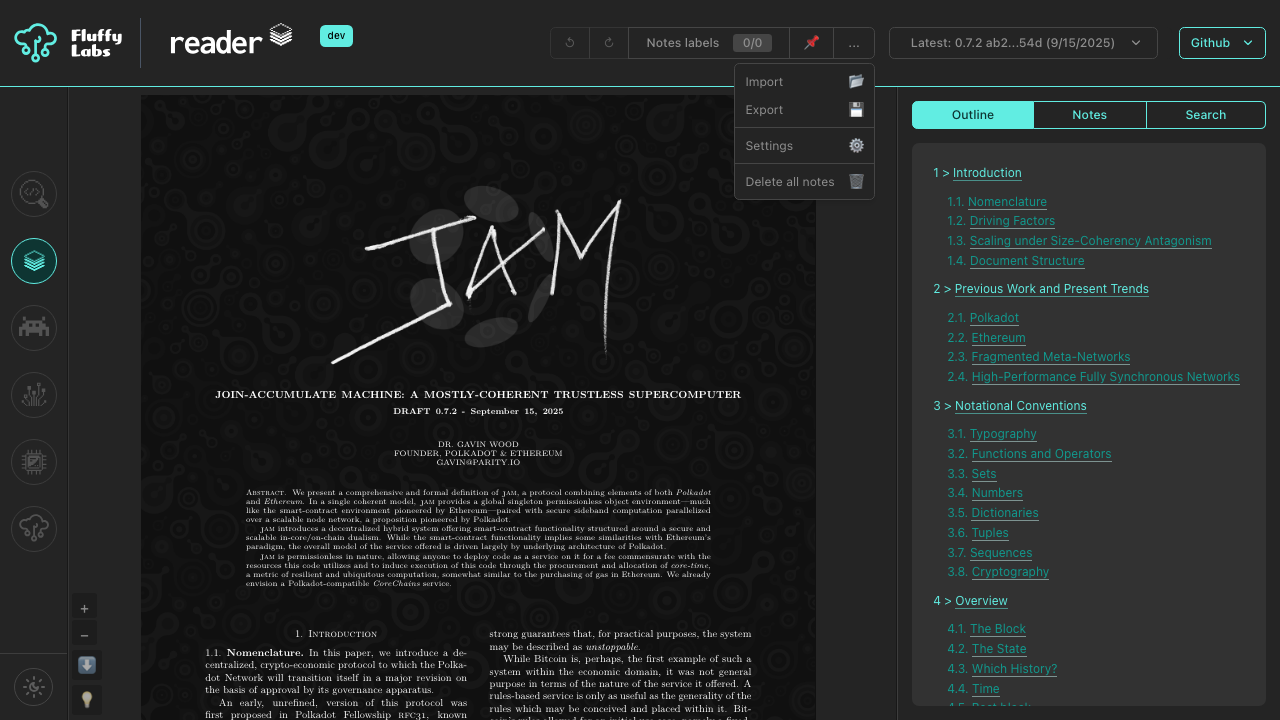 Fluffy Labs
reader
dev
Notes labels 0/0
...
Latest: 0.7.2 ab2...54d (9/15/2025)
Github
Import
Export
Settings
Delete all notes
Outline Notes Search
1 > Introduction
1.1. Nomenclature
1.2. Driving Factors
1.3. Scaling under Size-Coherency Antagonism
1.4. Document Structure
2 > Previous Work and Present Trends
2.1. Polkadot
2.2. Ethereum
2.3. Fragmented Meta-Networks
2.4. High-Performance Fully Synchronous Networks
3 > Notational Conventions
3.1. Typography
3.2. Functions and Operators
3.3. Sets
3.4. Numbers
3.5. Dictionaries
3.6. Tuples
3.7. Sequences
3.8. Cryptography
4 > Overview
4.1. The Block
4.2. The State
4.3. Which History?
4.4. Time
JAM
JOIN-ACCUMULATE MACHINE: A MOSTLY-COHERENT TRUSTLESS SUPERCOMPUTER
DRAFT 0.7.2 - September 15, 2025
DR. GAVIN WOOD
FOUNDER, POLKADOT & ETHEREUM
GAVIN@PARITY.IO
Abstract. We present a comprehensive and formal definition of JAM, a protocol combining elements of both Polkadot
and Ethereum. In a single coherent model, JAM provides a global singleton permissionless object environment—much
like the smart-contract environment pioneered by Ethereum—paired with secure sideband computation parallelized
over a scalable node network, a proposition pioneered by Polkadot.
JAM introduces a decentralized hybrid system offering smart-contract functionality structured around a secure and
scalable in-core/on-chain dualism. While the smart-contract functionality implies some similarities with Ethereum's
paradigm, the overall model of the service offered is driven largely by underlying architecture of Polkadot.
JAM is permissionless in nature, allowing anyone to deploy code as a service on it for a fee commensurate with the
resources this code utilizes and to induce execution of this code through the procurement and allocation of core-time,
a metric of resilient and ubiquitous computation, somewhat similar to the purchasing of gas in Ethereum. We already
envision a Polkadot-compatible CoreChains service.
1. Introduction
1.1. Nomenclature. In this paper, we introduce a de-
centralized, crypto-economic protocol to which the Polka-
dot Network will transition itself in a major revision on
the basis of approval by its governance apparatus.
An early, unrefined, version of this protocol was
first proposed in Polkadot Fellowship RFC31, known
strong guarantees that, for practical purposes, the system
may be described as unstoppable.
While Bitcoin is, perhaps, the first example of such a
system within the economic domain, it was not general
purpose in terms of the nature of the service it offered. A
rules-based service is only as useful as the generality of the
rules which may be conceived and placed within it. Bit-
+
−